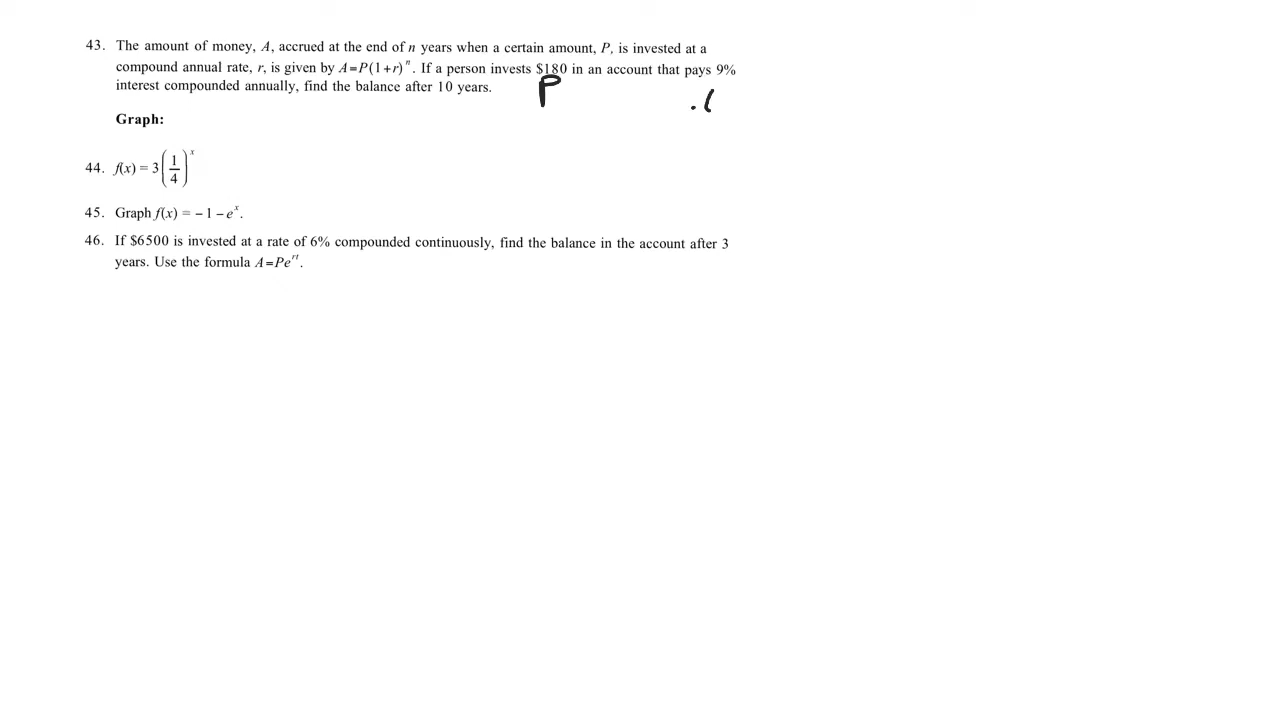 43. The amount of money, A, accrued at the end of n years when a certain amount, P, is invested at a
compound annual rate, r, is given by A=P(1+r)ⁿ. If a person invests $180 in an account that pays 9%
interest compounded annually, find the balance after 10 years.
P
Graph:
44. f(x) = 3(1/4)ˣ
45. Graph f(x) = −1 − eˣ.
46. If $6500 is invested at a rate of 6% compounded continuously, find the balance in the account after 3
years. Use the formula A=Peʳᵗ.